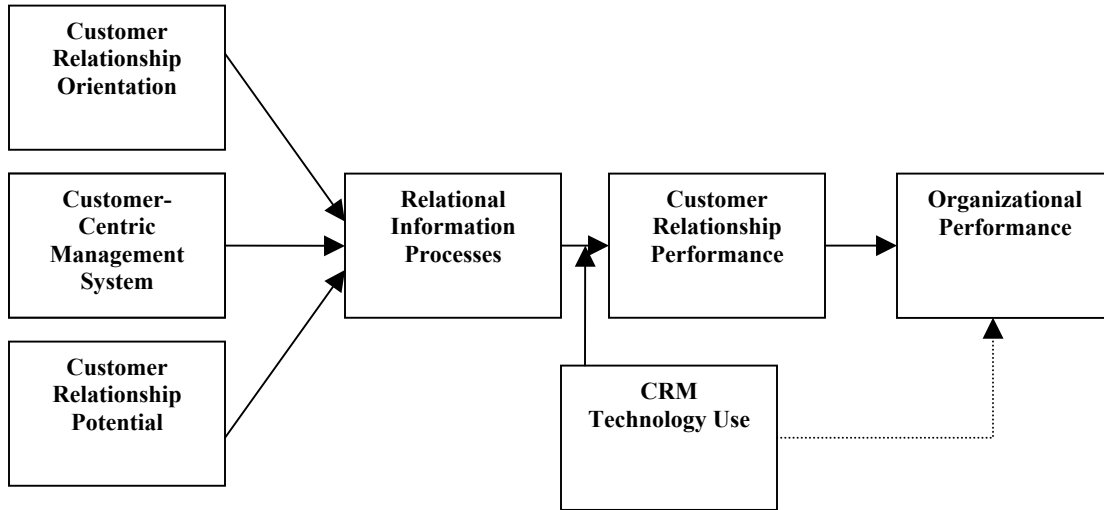 Customer
Relationship
Orientation
Customer-
Centric
Management
System
Customer
Relationship
Potential
Relational
Information
Processes
Customer
Relationship
Performance
Organizational
Performance
CRM
Technology Use